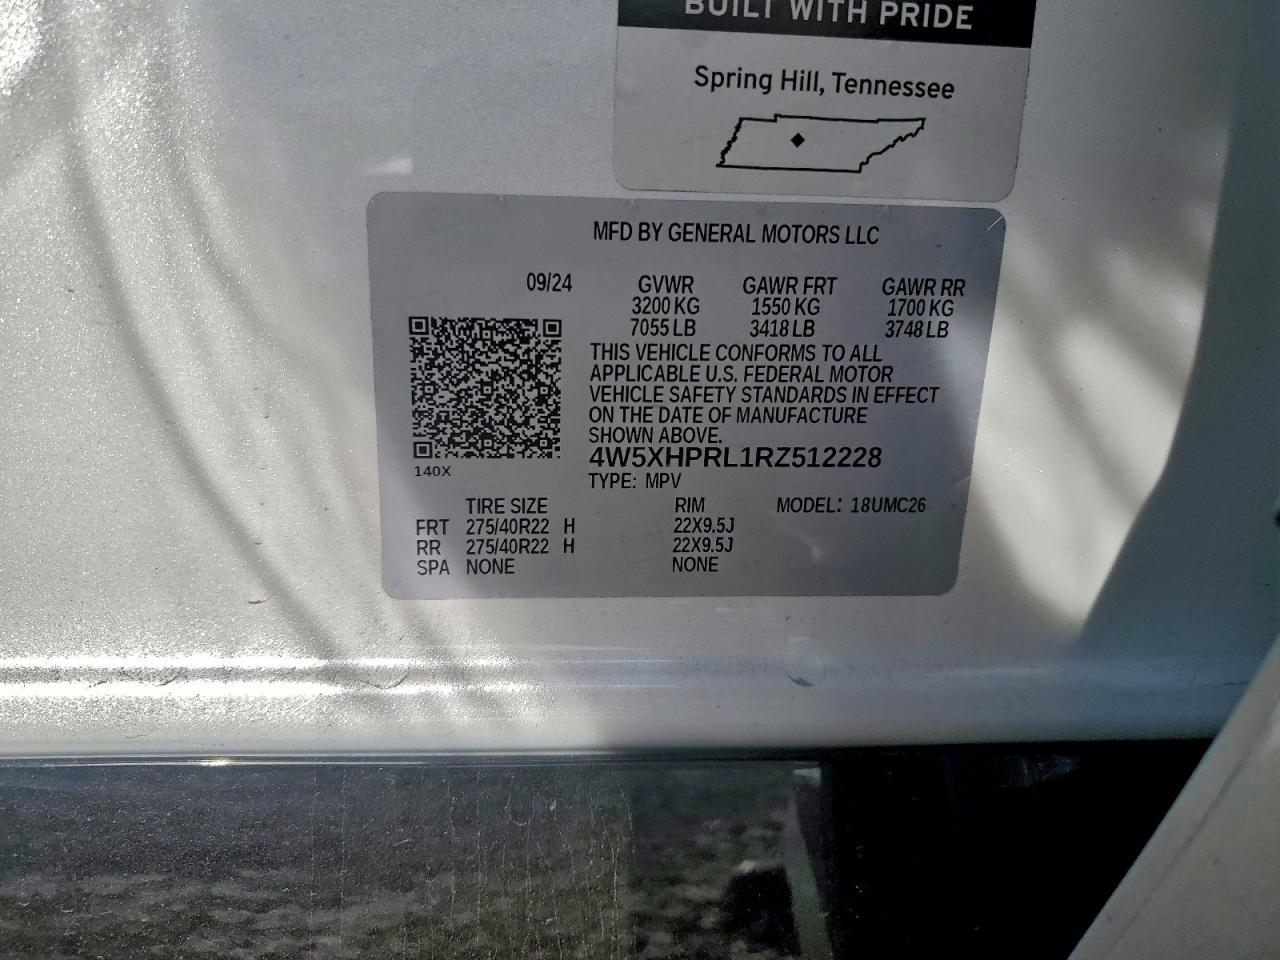 BUILT WITH PRIDE
Spring Hill, Tennessee
MFD BY GENERAL MOTORS LLC
09/24 GVWR GAWR FRT GAWR RR
3200 KG 1550 KG 1700 KG
7055 LB 3418 LB 3748 LB
THIS VEHICLE CONFORMS TO ALL
APPLICABLE U.S. FEDERAL MOTOR
VEHICLE SAFETY STANDARDS IN EFFECT
ON THE DATE OF MANUFACTURE
SHOWN ABOVE.
4W5XHPRL1RZ512228
140X
TYPE: MPV
TIRE SIZE RIM MODEL: 18UMC26
FRT 275/40R22 H 22X9.5J
RR 275/40R22 H 22X9.5J
SPA NONE NONE